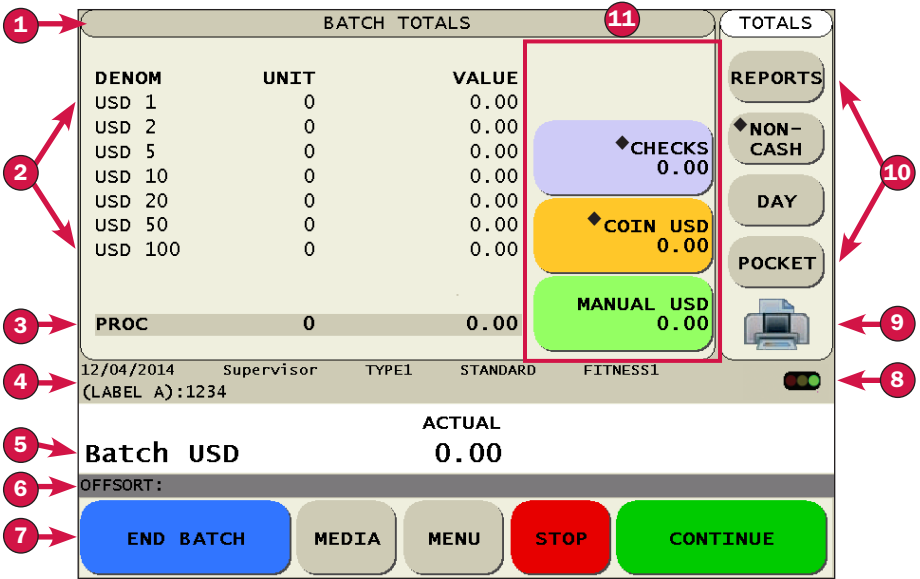 1
BATCH TOTALS
11
TOTALS
DENOM UNIT VALUE
USD 1 0 0.00
USD 2 0 0.00
USD 5 0 0.00
USD 10 0 0.00
USD 20 0 0.00
USD 50 0 0.00
USD 100 0 0.00
2
CHECKS
0.00
COIN USD
0.00
MANUAL USD
0.00
REPORTS
NON-
CASH
DAY
POCKET
10
3
PROC 0 0.00
9
4
12/04/2014 Supervisor TYPE1 STANDARD FITNESS1
(LABEL A):1234
8
ACTUAL
5
Batch USD 0.00
6
OFFSORT:
7
END BATCH MEDIA MENU STOP CONTINUE